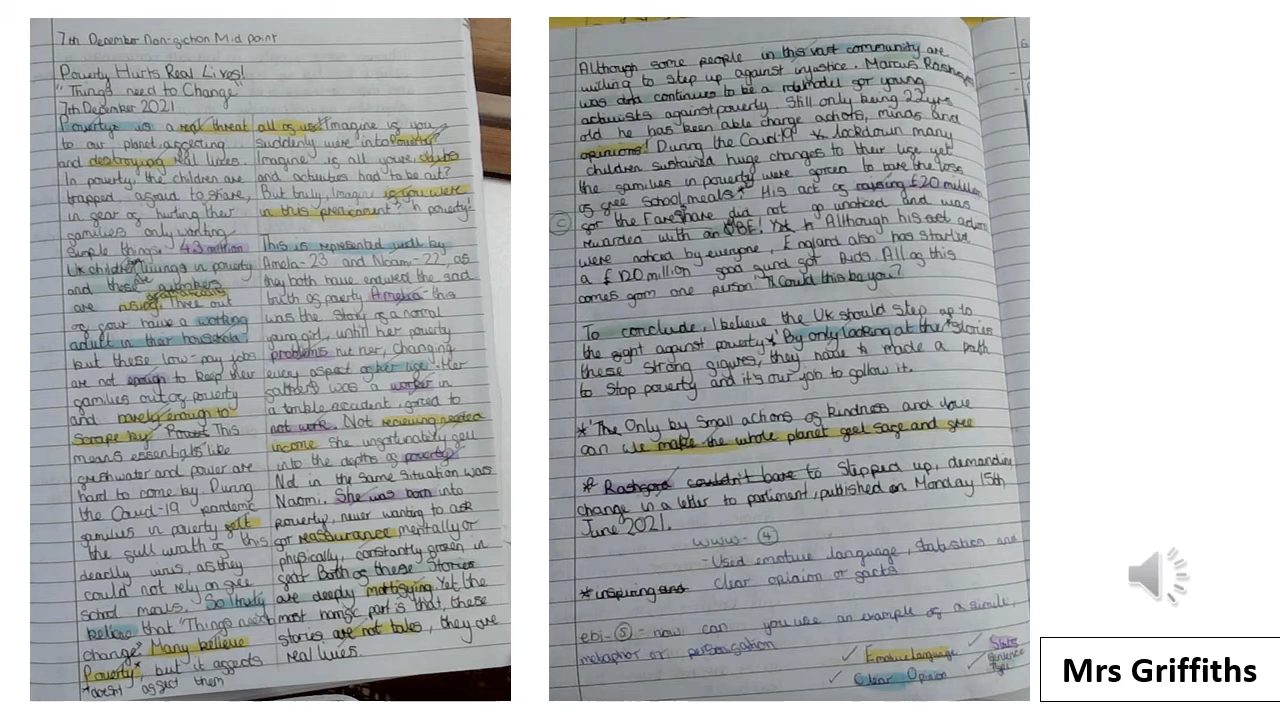 7th December Non-fiction Mid point
Poverty Hurts Real Lives!
"Things need to Change"
7th December 2021
Poverty is a real threat
to our planet, affecting
and destroying real lives.
In poverty, the children are
trapped, afraid to share,
in fear of hurting their
families only wanting
simple things. 4.3 million
UK children living in poverty
and these numbers
are rising. Three out
of four have a working
adult in their household
but these low-pay jobs
are not enough to keep their
families out of poverty
and barely enough to
scrape by. This
means essentials like
freshwater and power are
hard to come by. During
the Covid-19 pandemic
families in poverty felt
the full wrath of this
deadly virus, as they
could not rely on free
school meals. So I truly
believe that "Things need
change." Many believe
Poverty*, but it affects
*doesn't affect them
all of us! Imagine if you
suddenly were into poverty
Imagine if all your clubs
and activities had to be cut?
But truly, Imagine if you were
in this predicament? In poverty!
This is represented well by
Amelia-23 and Naomi-22, as
they both have endured the sad
truth of poverty. Amelia- this
was the story of a normal
young girl, untill her poverty
problems hit her, changing
every aspect of her life. Her
father was in worker in
a terrible accident, forced to
not work. Not recieving needed
income. She unfortunately fell
into the depths of poverty.
Not in the same situation was
Naomi. She was born into
poverty, never wanting to ask
for reassurance mentally or
physically, constantly frozen in
fear. Both of these stories
are deeply mortifying. Yet the
most horrific part is that, these
stories are not tales, they are
real lives.
Although some people in this vast community are
willing to step up against injustice. Marcus Rashford
was continues to be a rolemodel for young
activists against poverty. Still only being 22 yrs
old he has been able charge actions, minds and
opinions! During the Covid-19 lockdown many
children sustained huge changes to their life yet
the families in poverty were forced to have the loss
of free school meals* His act of raising £20 million
for the Fareshare did not go unoticed and was
rewarded with an OBE! Although his act
were noticed by everyone, England also has started
a £120 million food fund for kids. All of this
comes from one person Could this be you?
To conclude, I believe the UK should step up to
the fight against poverty* By only looking at the *stories
these strong figures, they have made a path
to stop poverty and it's our job to follow it.
* The Only by Small actions of kindness and love
can we make the whole planet feel safe and free
* Rashford couldn't bare to Stepped up, demanding
change in a letter to parliment, published on Monday 15th,
June 2021.
www- 4
- Used emotive language, statistics and
clear opinion or facts
*inspiring and
ebi- 5 - now can you use an example of a simile,
metaphor or personification
✓ Emotive language
✓ Stats
✓ Clear Opinion
✓ Sentence
Type
C
Mrs Griffiths